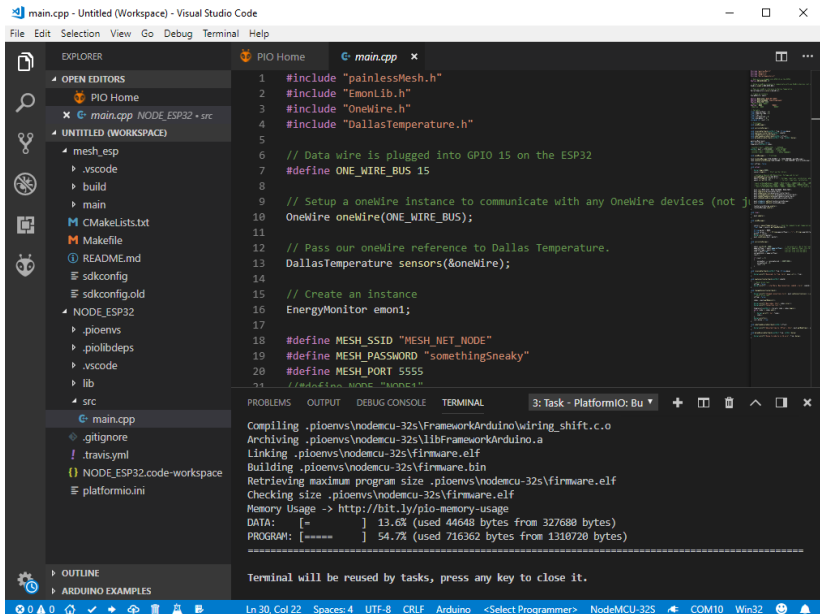 main.cpp - Untitled (Workspace) - Visual Studio Code
File Edit Selection View Go Debug Terminal Help
EXPLORER
OPEN EDITORS
PIO Home
main.cpp NODE_ESP32 • src
UNTITLED (WORKSPACE)
mesh_esp
.vscode
build
main
CMakeLists.txt
Makefile
README.md
sdkconfig
sdkconfig.old
NODE_ESP32
.pioenvs
.piolibdeps
.vscode
lib
src
main.cpp
.gitignore
.travis.yml
NODE_ESP32.code-workspace
platformio.ini
OUTLINE
ARDUINO EXAMPLES
PIO Home main.cpp
1 #include "painlessMesh.h"
2 #include "EmonLib.h"
3 #include "OneWire.h"
4 #include "DallasTemperature.h"
5
6 // Data wire is plugged into GPIO 15 on the ESP32
7 #define ONE_WIRE_BUS 15
8
9 // Setup a oneWire instance to communicate with any OneWire devices (not
10 OneWire oneWire(ONE_WIRE_BUS);
11
12 // Pass our oneWire reference to Dallas Temperature.
13 DallasTemperature sensors(&oneWire);
14
15 // Create an instance
16 EnergyMonitor emon1;
17
18 #define MESH_SSID "MESH_NET_NODE"
19 #define MESH_PASSWORD "somethingSneaky"
20 #define MESH_PORT 5555
21 //#define NODE "NODE1"
PROBLEMS OUTPUT DEBUG CONSOLE TERMINAL 3: Task - PlatformIO: Bu
Compiling .pioenvs\nodemcu-32s\FrameworkArduino\wiring_shift.c.o
Archiving .pioenvs\nodemcu-32s\libFrameworkArduino.a
Linking .pioenvs\nodemcu-32s\firmware.elf
Building .pioenvs\nodemcu-32s\firmware.bin
Retrieving maximum program size .pioenvs\nodemcu-32s\firmware.elf
Checking size .pioenvs\nodemcu-32s\firmware.elf
Memory Usage -> http://bit.ly/pio-memory-usage
DATA: [= ] 13.6% (used 44648 bytes from 327680 bytes)
PROGRAM: [===== ] 54.7% (used 716362 bytes from 1310720 bytes)
Terminal will be reused by tasks, press any key to close it.
0 0 Ln 30, Col 22 Spaces: 4 UTF-8 CRLF Arduino <Select Programmer> NodeMCU-32S COM10 Win32